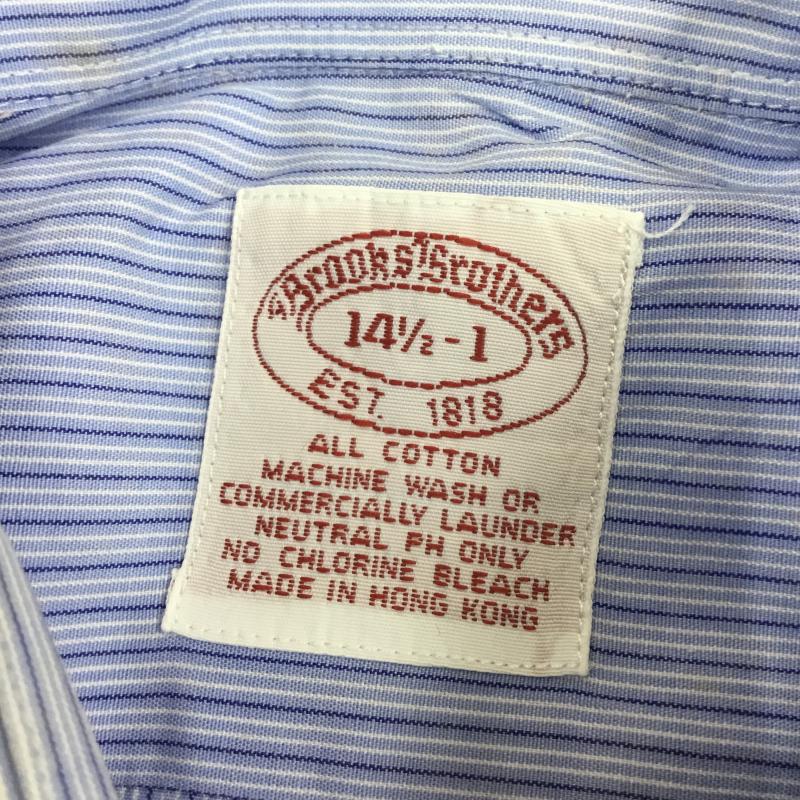 Brooks Brothers
14½-1
EST. 1818
ALL COTTON
MACHINE WASH OR
COMMERCIALLY LAUNDER
NEUTRAL PH ONLY
NO CHLORINE BLEACH
MADE IN HONG KONG